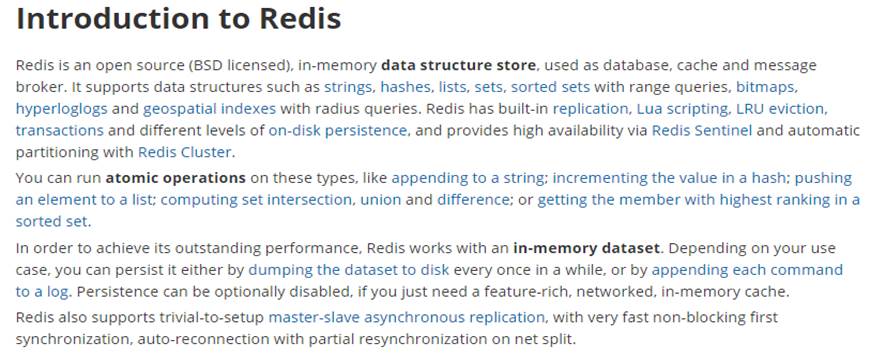 Introduction to Redis
Redis is an open source (BSD licensed), in-memory data structure store, used as database, cache and message
broker. It supports data structures such as strings, hashes, lists, sets, sorted sets with range queries, bitmaps,
hyperloglogs and geospatial indexes with radius queries. Redis has built-in replication, Lua scripting, LRU eviction,
transactions and different levels of on-disk persistence, and provides high availability via Redis Sentinel and automatic
partitioning with Redis Cluster.
You can run atomic operations on these types, like appending to a string; incrementing the value in a hash; pushing
an element to a list; computing set intersection, union and difference; or getting the member with highest ranking in a
sorted set.
In order to achieve its outstanding performance, Redis works with an in-memory dataset. Depending on your use
case, you can persist it either by dumping the dataset to disk every once in a while, or by appending each command
to a log. Persistence can be optionally disabled, if you just need a feature-rich, networked, in-memory cache.
Redis also supports trivial-to-setup master-slave asynchronous replication, with very fast non-blocking first
synchronization, auto-reconnection with partial resynchronization on net split.